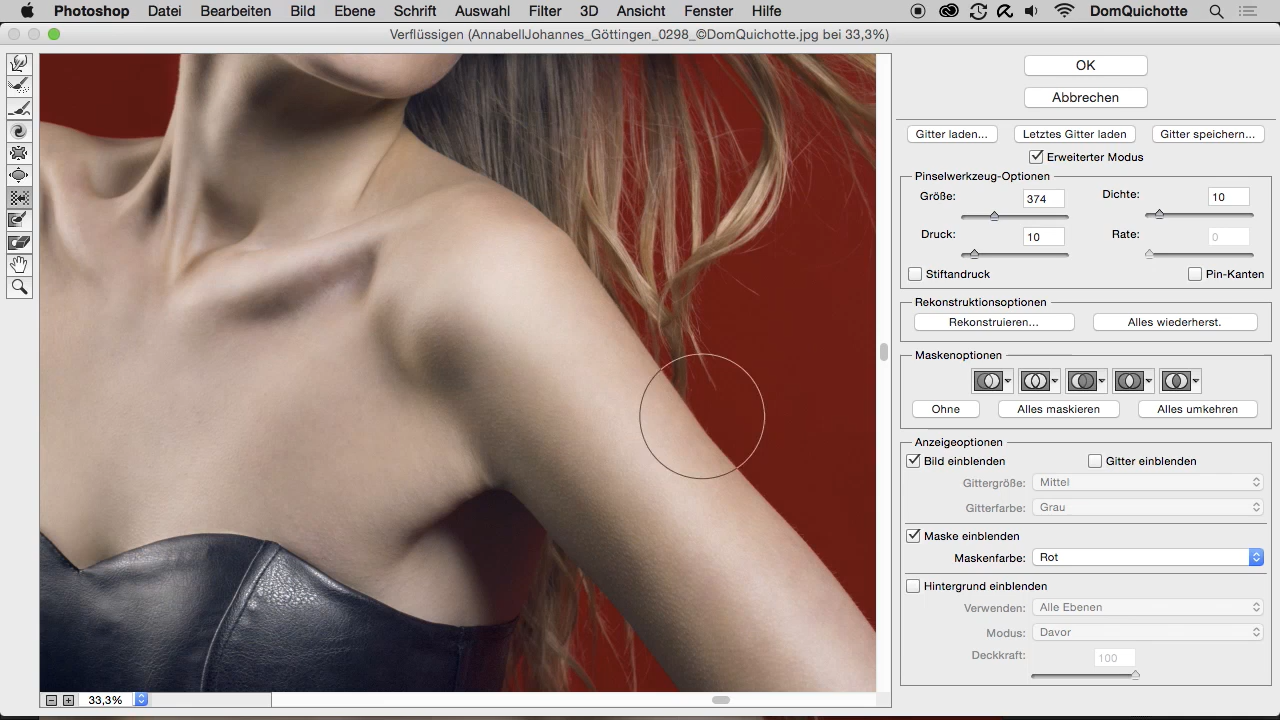 Photoshop Datei Bearbeiten Bild Ebene Schrift Auswahl Filter 3D Ansicht Fenster Hilfe DomQuichotte
Verflüssigen (AnnabellJohannes_Göttingen_0298_©DomQuichotte.jpg bei 33,3%)
OK
Abbrechen
Gitter laden... Letztes Gitter laden Gitter speichern...
Erweiterter Modus
Pinselwerkzeug-Optionen
Größe: 374 Dichte: 10
Druck: 10 Rate: 0
Stiftandruck Pin-Kanten
Rekonstruktionsoptionen
Rekonstruieren... Alles wiederherst.
Maskenoptionen
Ohne Alles maskieren Alles umkehren
Anzeigeoptionen
Bild einblenden Gitter einblenden
Gittergröße: Mittel
Gitterfarbe: Grau
Maske einblenden
Maskenfarbe: Rot
Hintergrund einblenden
Verwenden: Alle Ebenen
Modus: Davor
Deckkraft: 100
33,3%